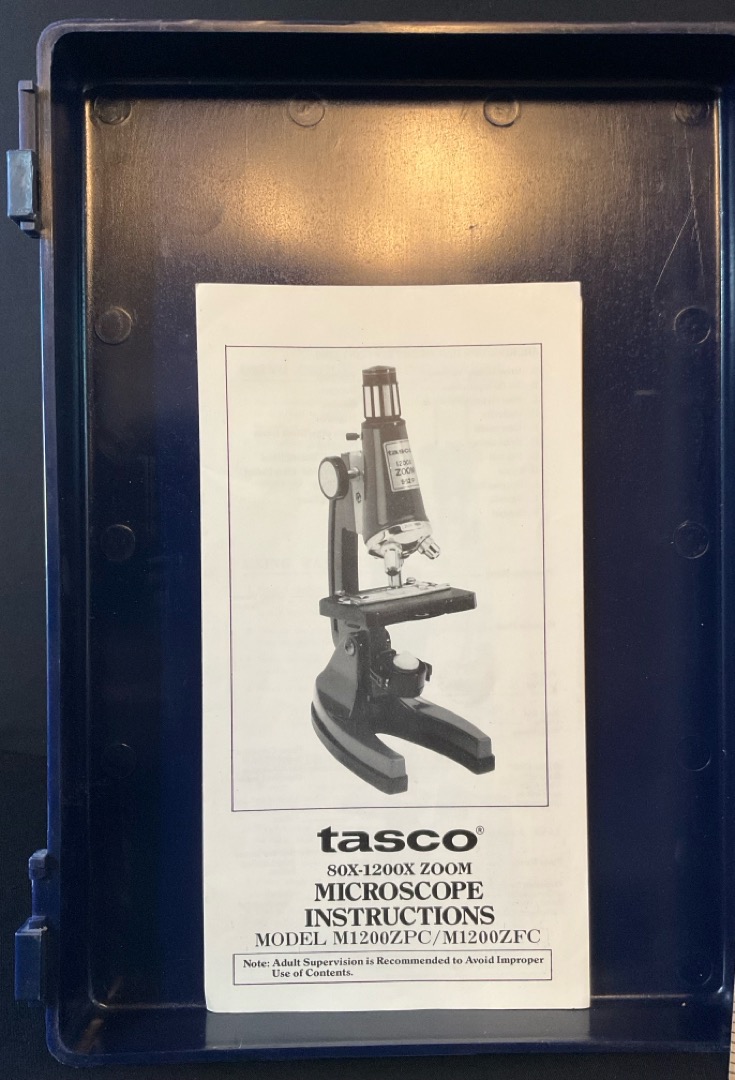 ZOOM
tasco®
80X-1200X ZOOM
MICROSCOPE
INSTRUCTIONS
MODEL M1200ZPC/M1200ZFC
Note: Adult Supervision is Recommended to Avoid Improper
Use of Contents.